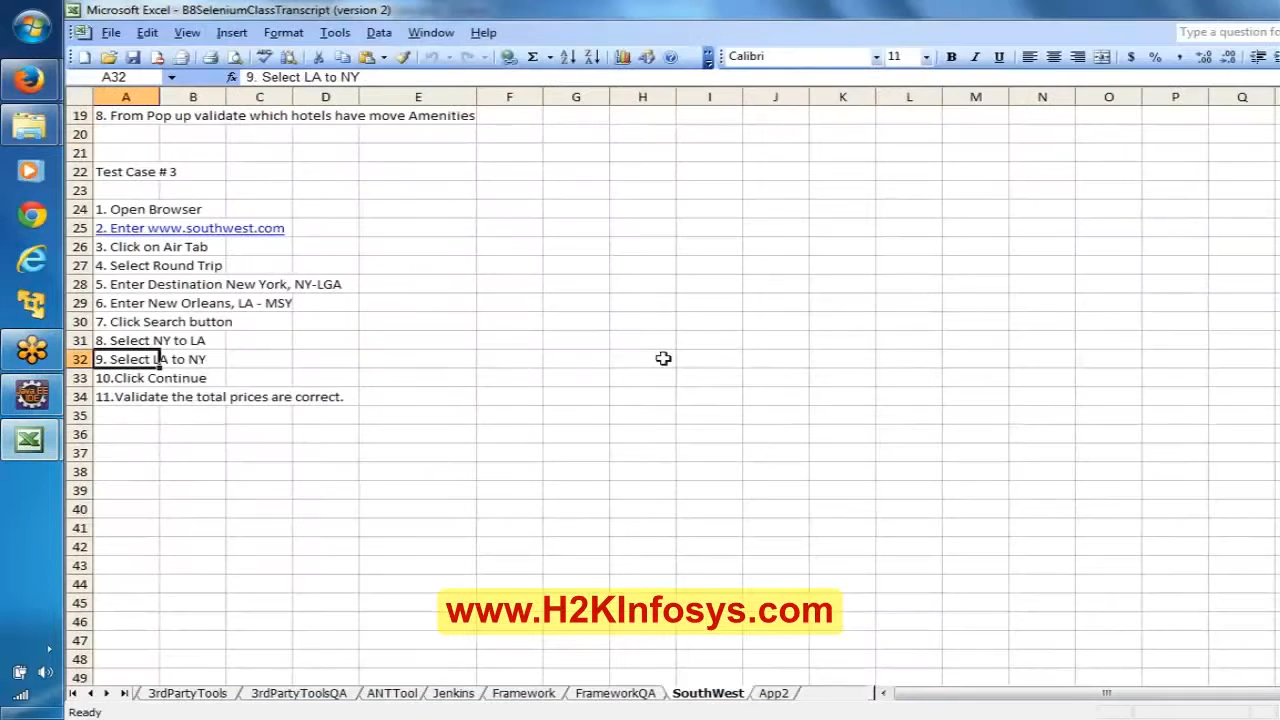 Microsoft Excel - B8SeleniumClassTranscript (version 2)
File Edit View Insert Format Tools Data Window Help
Type a question fo
Calibri 11 B I U $ %
A32 fx 9. Select LA to NY
A B C D E F G H I J K L M N O P Q
19 8. From Pop up validate which hotels have move Amenities
20
21
22 Test Case # 3
23
24 1. Open Browser
25 2. Enter www.southwest.com
26 3. Click on Air Tab
27 4. Select Round Trip
28 5. Enter Destination New York, NY-LGA
29 6. Enter New Orleans, LA - MSY
30 7. Click Search button
31 8. Select NY to LA
32 9. Select LA to NY
33 10.Click Continue
34 11.Validate the total prices are correct.
35
36
37
38
39
40
41
42
43
44
45
46
47
48
49
www.H2KInfosys.com
3rdPartyTools 3rdPartyToolsQA ANTTool Jenkins Framework FrameworkQA SouthWest App2
Ready